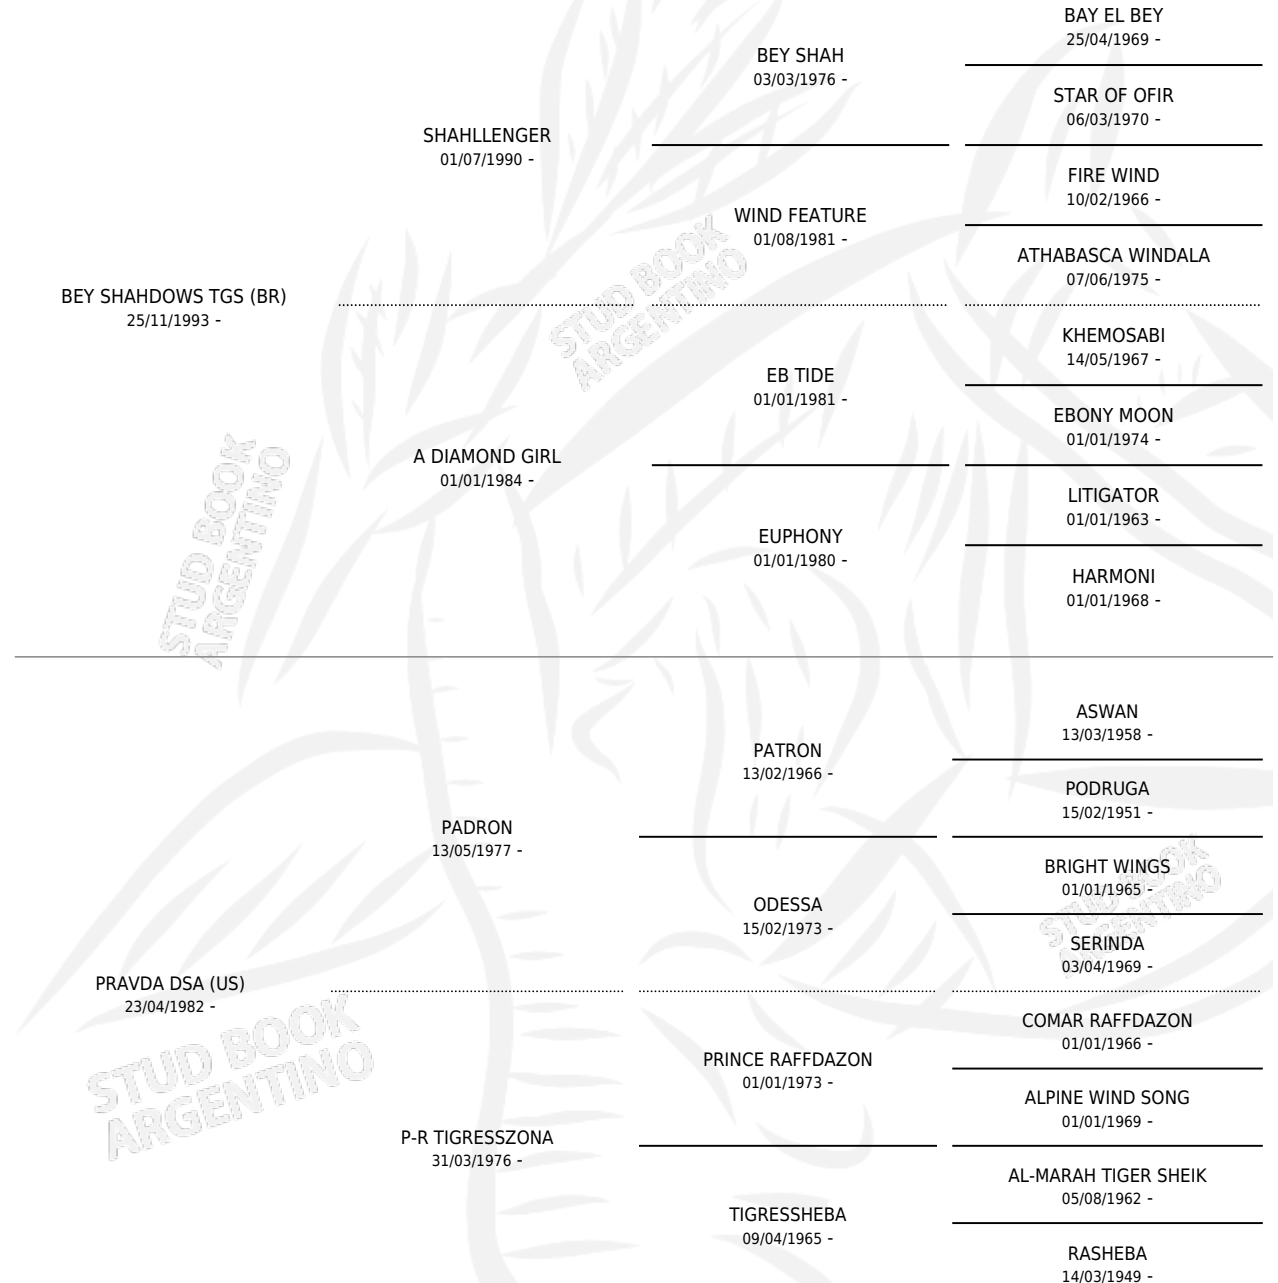 BAY EL BEY
25/04/1969 -
BEY SHAH
03/03/1976 -
STAR OF OFIR
06/03/1970 -
SHAHLLENGER
01/07/1990 -
FIRE WIND
10/02/1966 -
WIND FEATURE
01/08/1981 -
ATHABASCA WINDALA
07/06/1975 -
BEY SHAHDOWS TGS (BR)
25/11/1993 -
STUD BOOK
ARGENTINO
KHEMOSABI
14/05/1967 -
EB TIDE
01/01/1981 -
EBONY MOON
01/01/1974 -
A DIAMOND GIRL
01/01/1984 -
LITIGATOR
01/01/1963 -
EUPHONY
01/01/1980 -
HARMONI
01/01/1968 -
STUD BOOK
ARGENTINO
ASWAN
13/03/1958 -
PATRON
13/02/1966 -
PODRUGA
15/02/1951 -
PADRON
13/05/1977 -
BRIGHT WINGS
01/01/1965 -
ODESSA
15/02/1973 -
SERINDA
03/04/1969 -
STUD BOOK
ARGENTINO
PRAVDA DSA (US)
23/04/1982 -
COMAR RAFFDAZON
01/01/1966 -
PRINCE RAFFDAZON
01/01/1973 -
ALPINE WIND SONG
01/01/1969 -
STUD BOOK
ARGENTINO
P-R TIGRESSZONA
31/03/1976 -
AL-MARAH TIGER SHEIK
05/08/1962 -
TIGRESSHEBA
09/04/1965 -
RASHEBA
14/03/1949 -